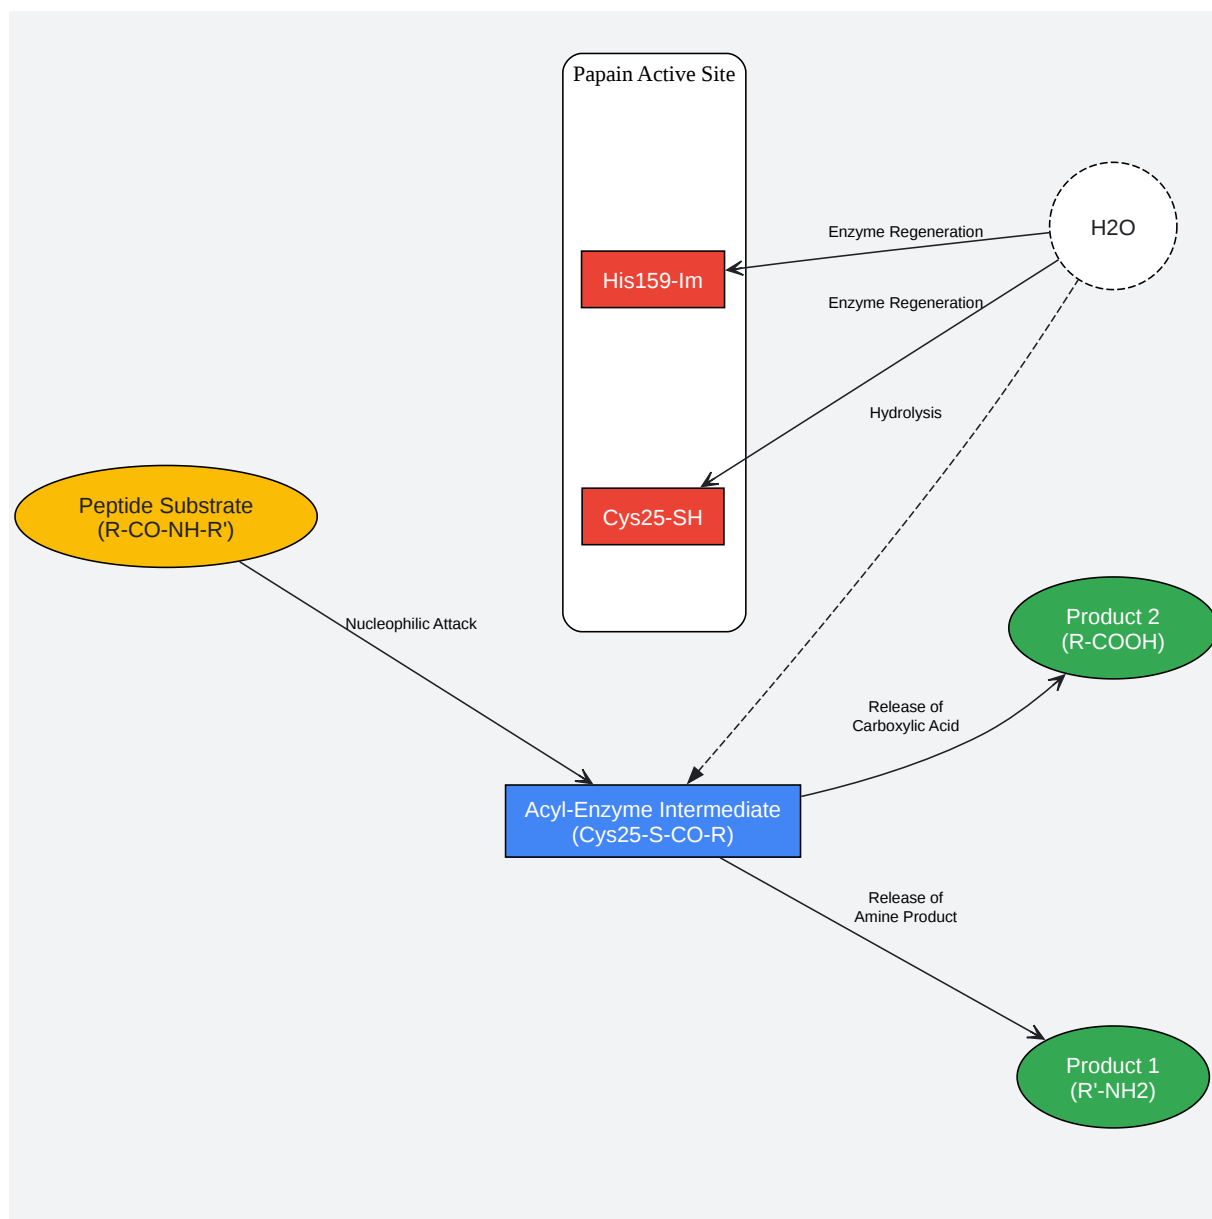 Papain Active Site
H2O
Enzyme Regeneration
His159-Im
Enzyme Regeneration
Hydrolysis
Peptide Substrate
(R-CO-NH-R')
Cys25-SH
Nucleophilic Attack
Product 2
(R-COOH)
Release of
Carboxylic Acid
Acyl-Enzyme Intermediate
(Cys25-S-CO-R)
Release of
Amine Product
Product 1
(R'-NH2)